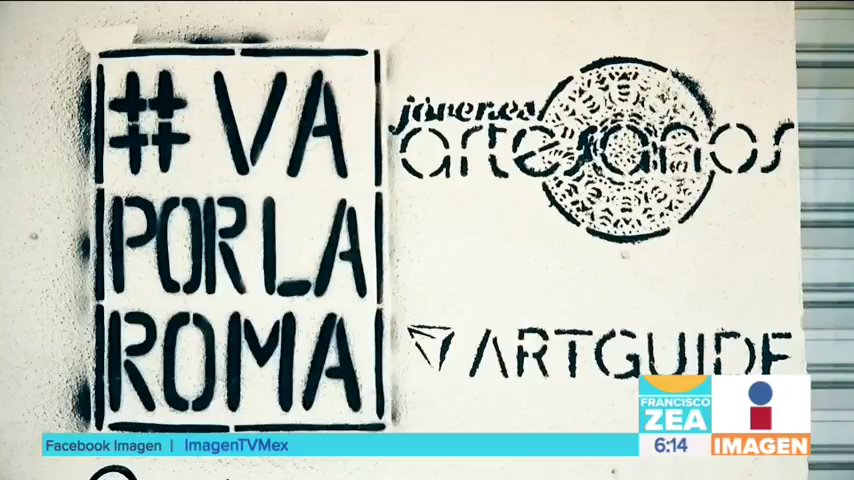 #VA
POR LA
ROMA
jóvenes
artesanos
ARTGUIDE
FRANCISCO
ZEA
6:14
IMAGEN
Facebook Imagen | ImagenTVMex